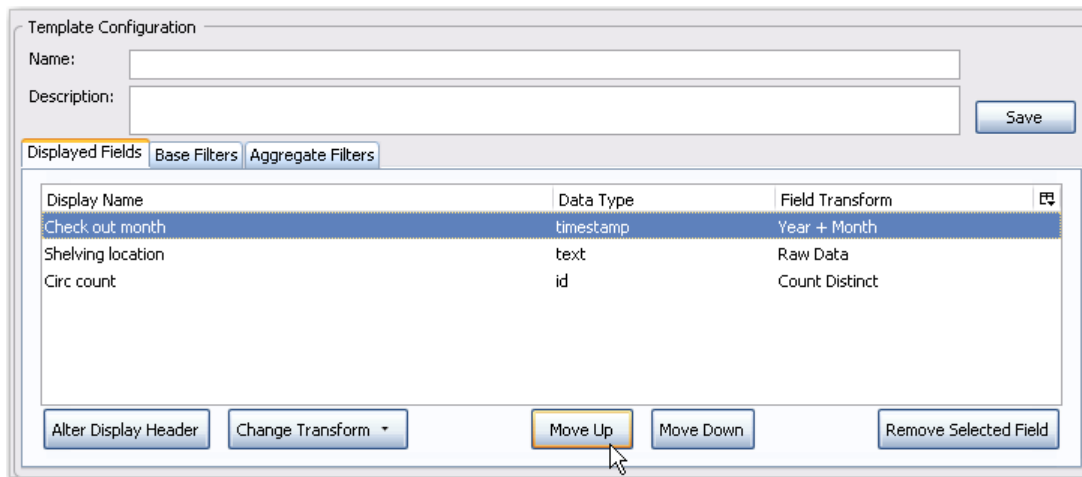 Template Configuration
Name:
Description:
Save
Displayed Fields Base Filters Aggregate Filters
Display Name Data Type Field Transform
Check out month timestamp Year + Month
Shelving location text Raw Data
Circ count id Count Distinct
Alter Display Header Change Transform Move Up Move Down Remove Selected Field